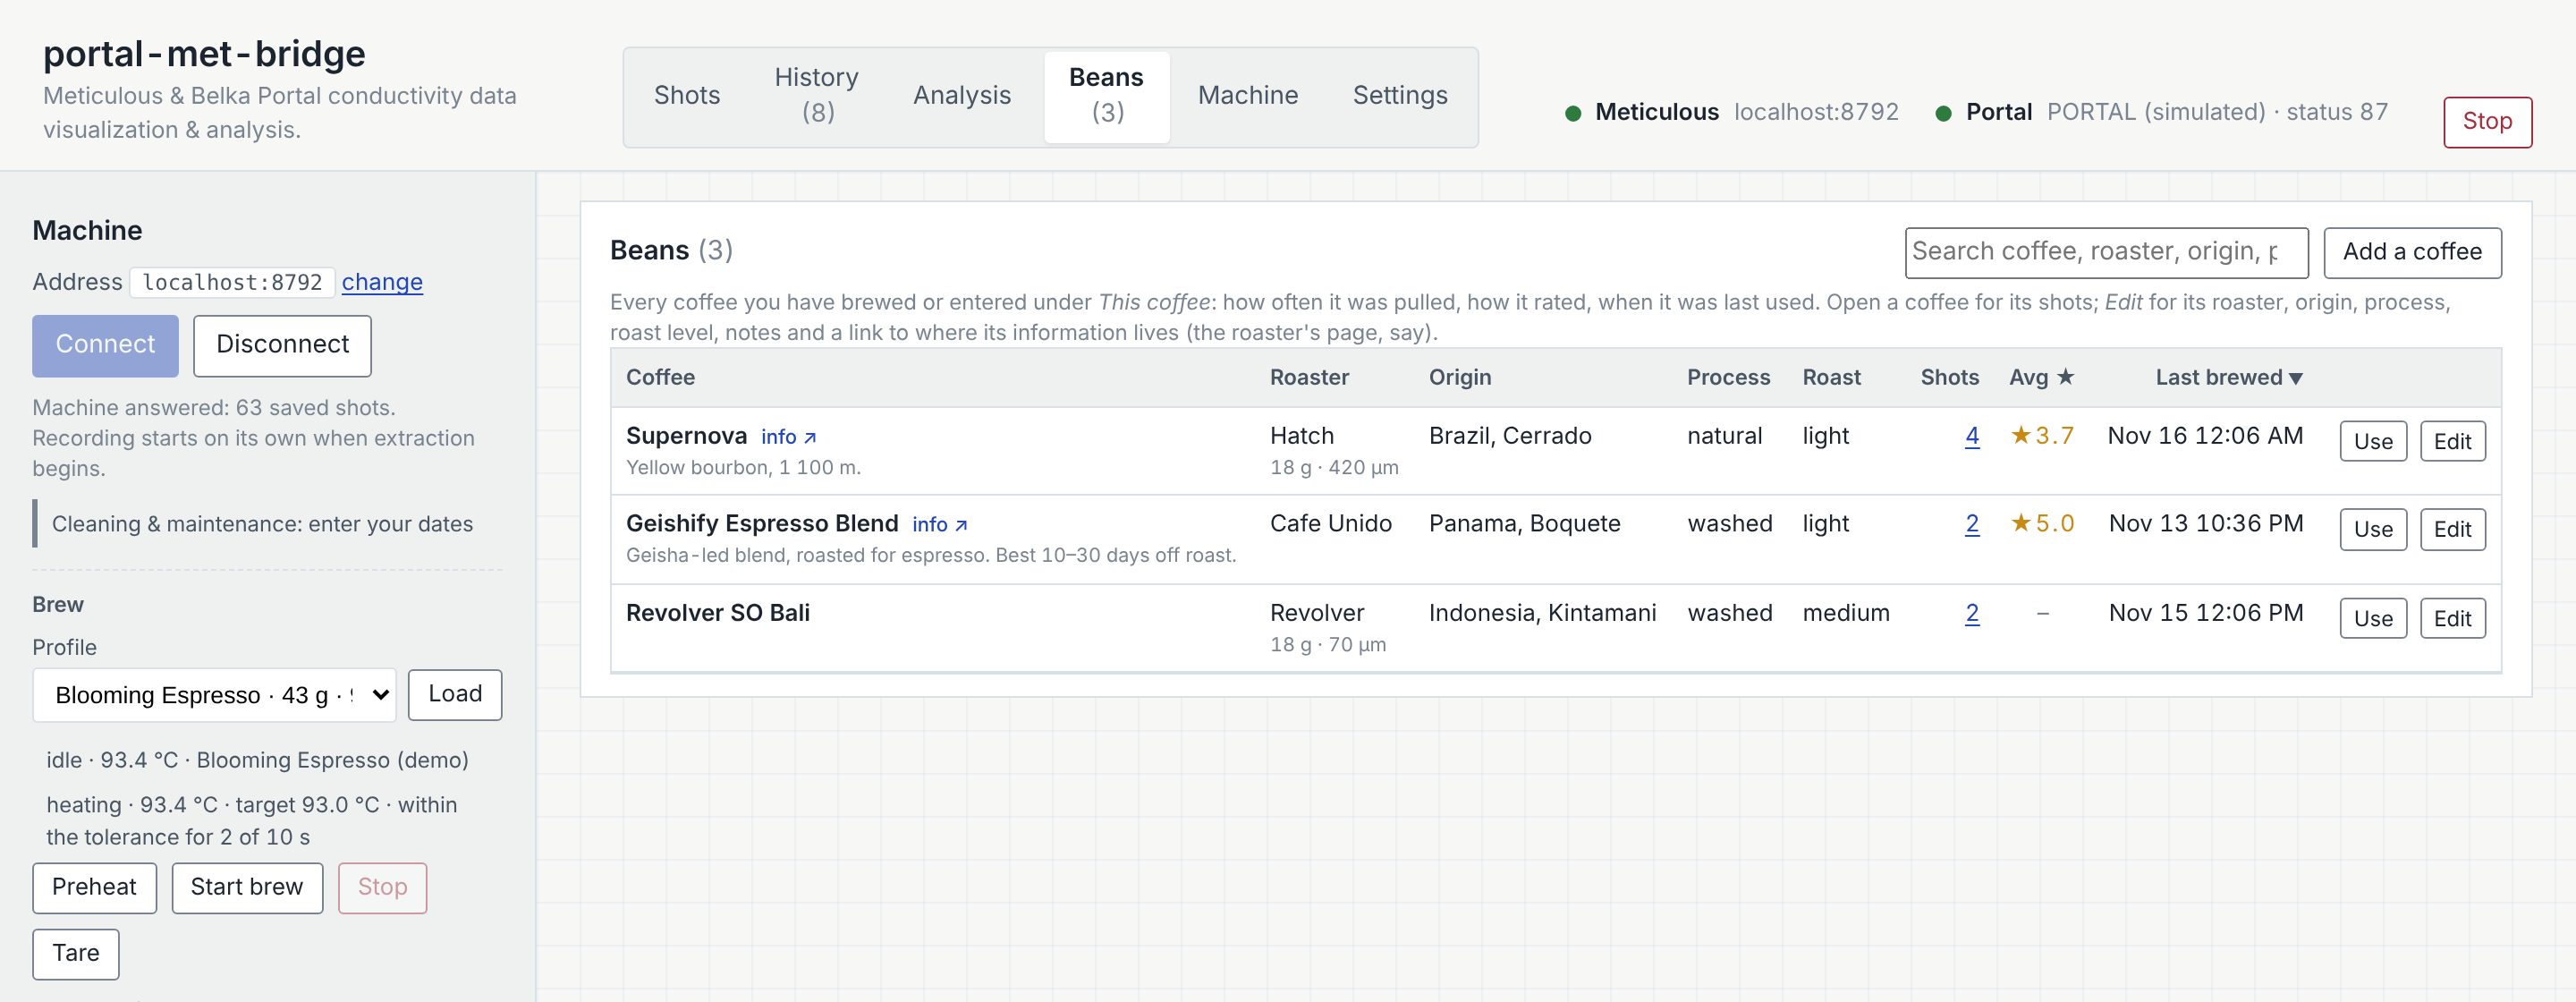 portal-met-bridge
Meticulous & Belka Portal conductivity data
visualization & analysis.
Shots
History
(8)
Analysis
Beans
(3)
Machine
Settings
Meticulous localhost:8792
Portal PORTAL (simulated) · status 87
Stop
Machine
Address localhost:8792 change
Connect
Disconnect
Machine answered: 63 saved shots.
Recording starts on its own when extraction
begins.
Cleaning & maintenance: enter your dates
Brew
Profile
Blooming Espresso · 43 g ·
Load
idle · 93.4 °C · Blooming Espresso (demo)
heating · 93.4 °C · target 93.0 °C · within
the tolerance for 2 of 10 s
Preheat
Start brew
Stop
Tare
Beans (3)
Search coffee, roaster, origin, p
Add a coffee
Every coffee you have brewed or entered under This coffee: how often it was pulled, how it rated, when it was last used. Open a coffee for its shots; Edit for its roaster, origin, process,
roast level, notes and a link to where its information lives (the roaster's page, say).
Coffee Roaster Origin Process Roast Shots Avg ★ Last brewed ▼
Supernova info ↗ Hatch Brazil, Cerrado natural light 4 ★3.7 Nov 16 12:06 AM Use Edit
Yellow bourbon, 1 100 m. 18 g · 420 µm
Geishify Espresso Blend info ↗ Cafe Unido Panama, Boquete washed light 2 ★5.0 Nov 13 10:36 PM Use Edit
Geisha-led blend, roasted for espresso. Best 10–30 days off roast.
Revolver SO Bali Revolver Indonesia, Kintamani washed medium 2 – Nov 15 12:06 PM Use Edit
18 g · 70 µm